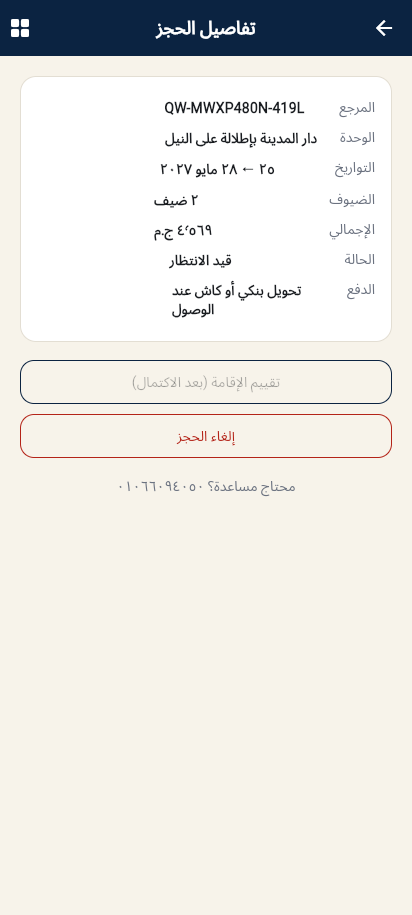 تفاصيل الحجز
المرجع QW-MWXP480N-419L
الوحدة دار المدينة بإطلالة على النيل
التواريخ ٢٥ ← ٢٨ مايو ٢٠٢٧
الضيوف ٢ ضيف
الإجمالي ٤٬٥٦٩ ج.م
الحالة قيد الانتظار
الدفع تحويل بنكي أو كاش عند
الوصول
تقييم الإقامة (بعد الاكتمال)
إلغاء الحجز
محتاج مساعدة؟ ٠١٠٦٦٠٩٤٠٥٠